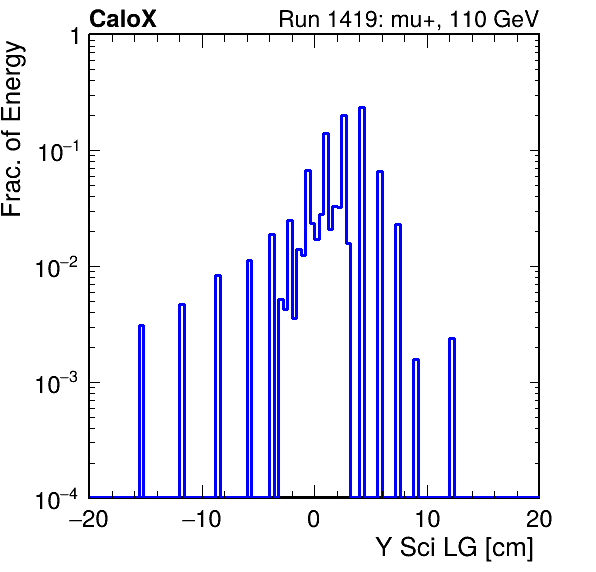 CaloX Run 1419: mu+, 110 GeV
Frac. of Energy
1
10⁻¹
10⁻²
10⁻³
10⁻⁴
−20 −10 0 10 20
Y Sci LG [cm]